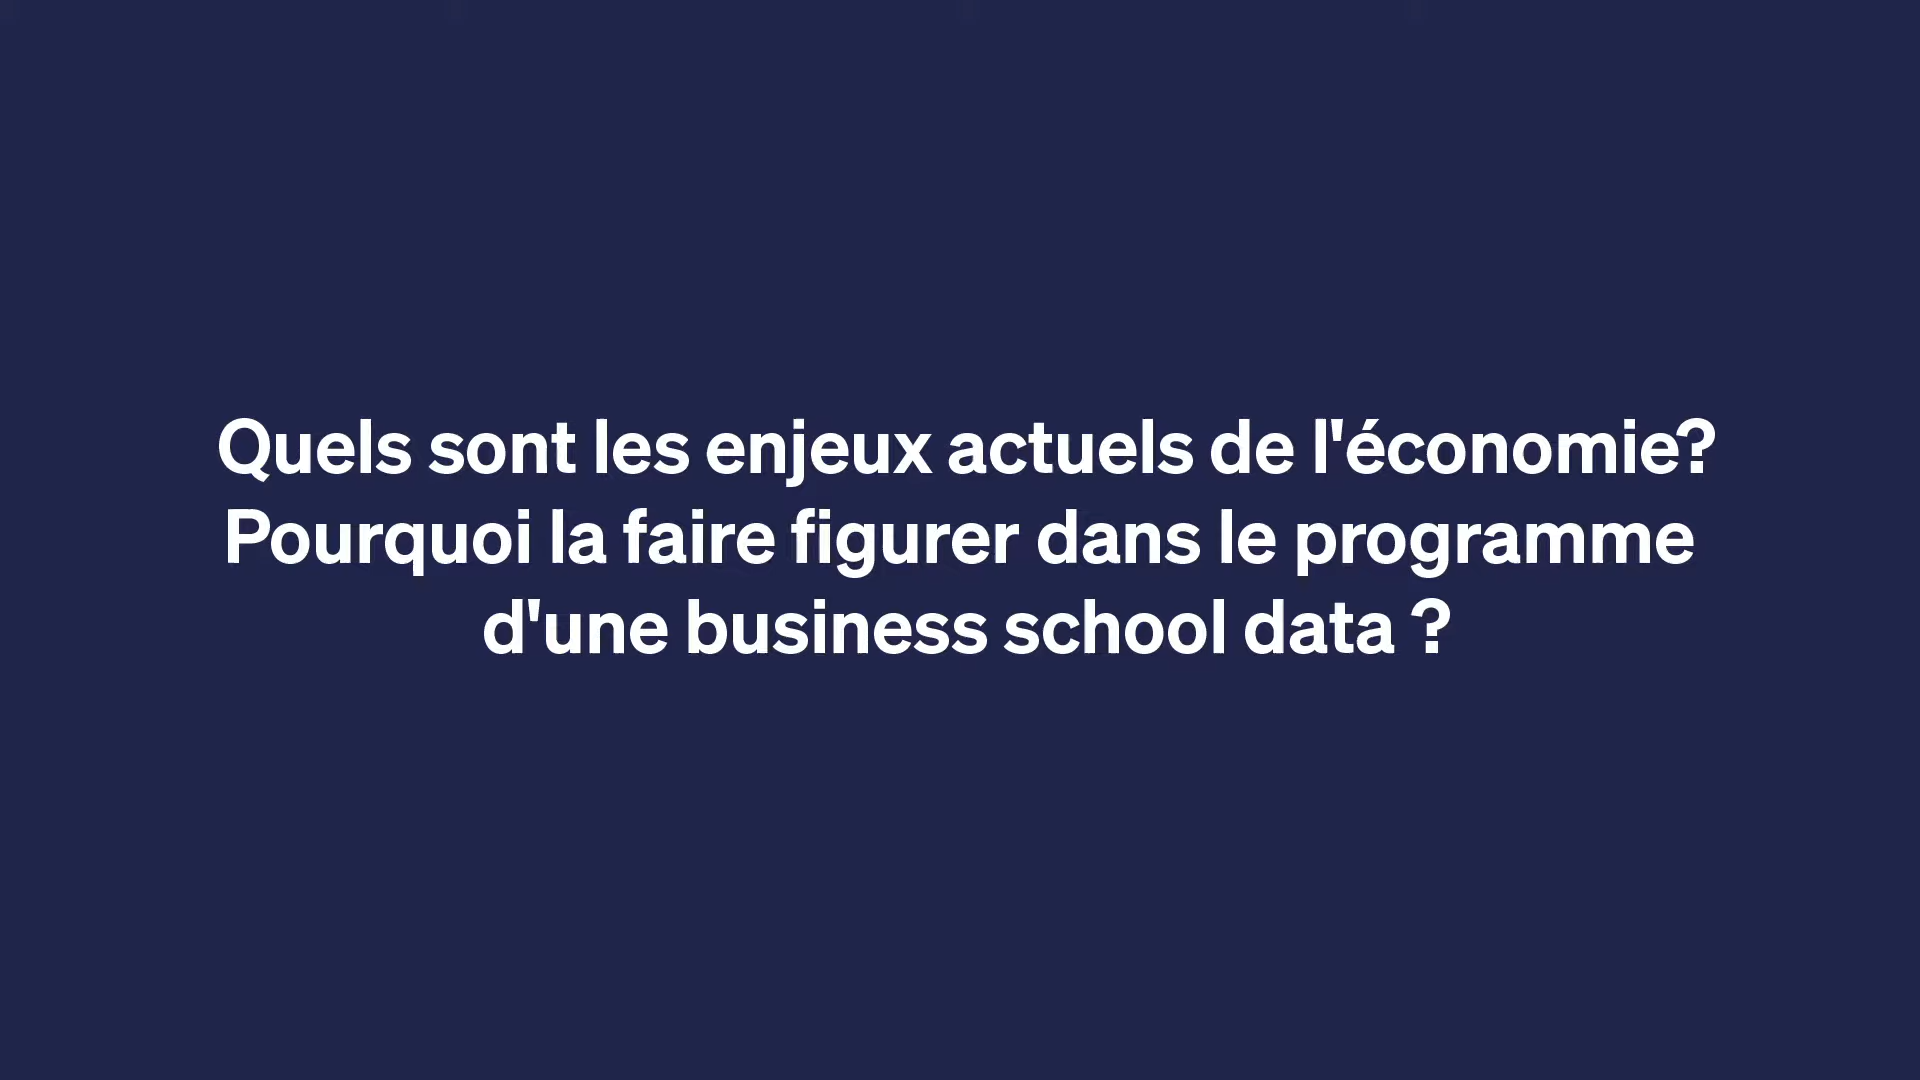 Quels sont les enjeux actuels de l'économie?
Pourquoi la faire figurer dans le programme
d'une business school data ?